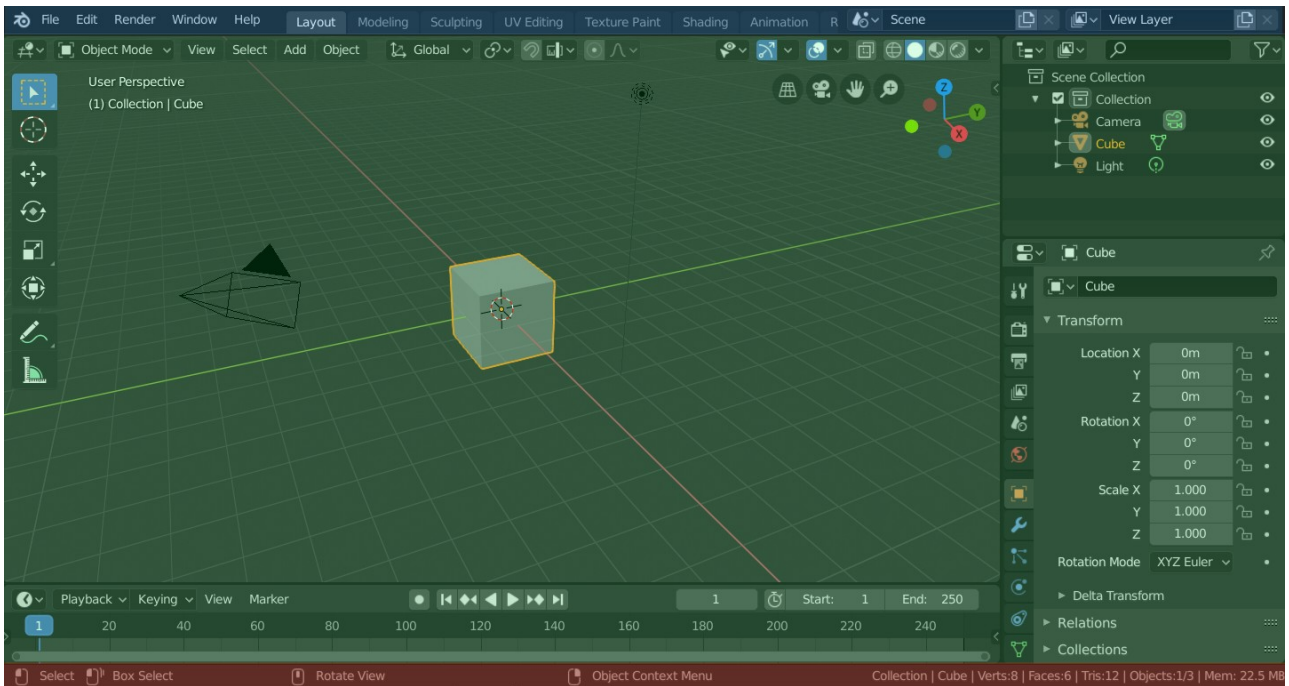 File Edit Render Window Help Layout Modeling Sculpting UV Editing Texture Paint Shading Animation R Scene View Layer
Object Mode View Select Add Object Global
User Perspective
(1) Collection | Cube
Z
Y
X
Scene Collection
Collection
Camera
Cube
Light
Cube
Cube
Transform
Location X 0m
Y 0m
Z 0m
Rotation X 0°
Y 0°
Z 0°
Scale X 1.000
Y 1.000
Z 1.000
Rotation Mode XYZ Euler
Delta Transform
Relations
Collections
Playback Keying View Marker 1 Start: 1 End: 250
1 20 40 60 80 100 120 140 160 180 200 220 240
Select Box Select Rotate View Object Context Menu Collection | Cube | Verts:8 | Faces:6 | Tris:12 | Objects:1/3 | Mem: 22.5 MB